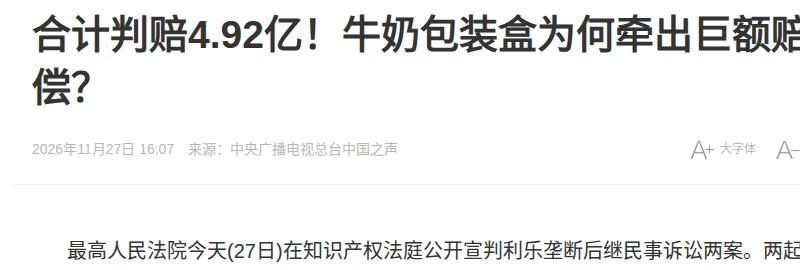 合计判赔4.92亿！牛奶包装盒为何牵出巨额赔
偿？
2026年11月27日 16:07 来源：中央广播电视总台中国之声 A+ 大字体 A-
最高人民法院今天(27日)在知识产权法庭公开宣判利乐垄断后继民事诉讼两案。两起